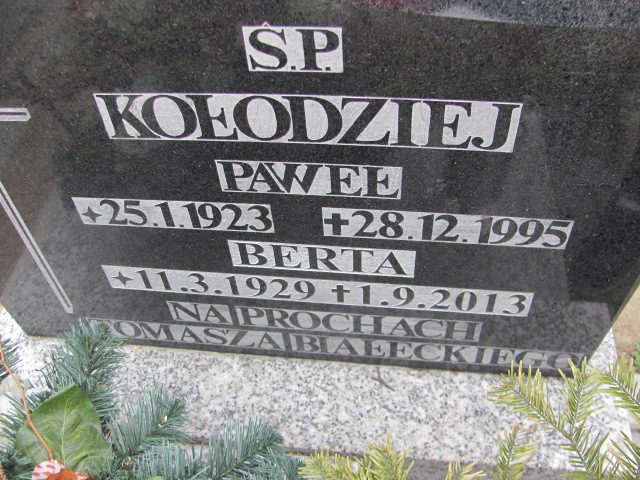 Ś.P.
KOŁODZIEJ
PAWEŁ
+25.1.1923 +28.12.1995
BERTA
+11.3.1929 +1.9.2013
NA PROCHACH
TOMASZA BIAŁECKIEGO